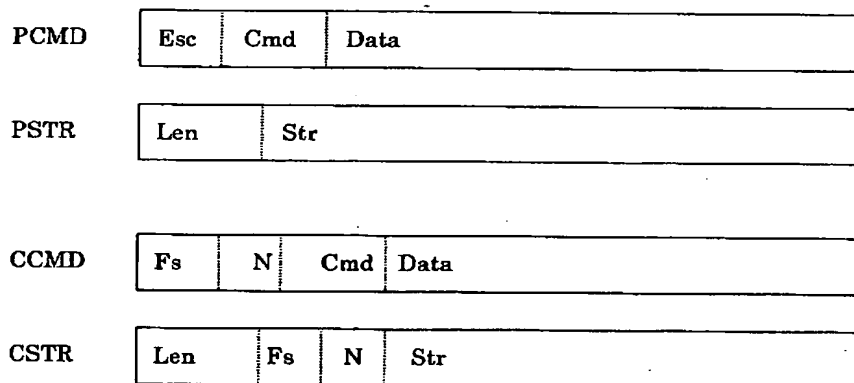 PCMD Esc Cmd Data
PSTR Len Str
CCMD Fs N Cmd Data
CSTR Len Fs N Str